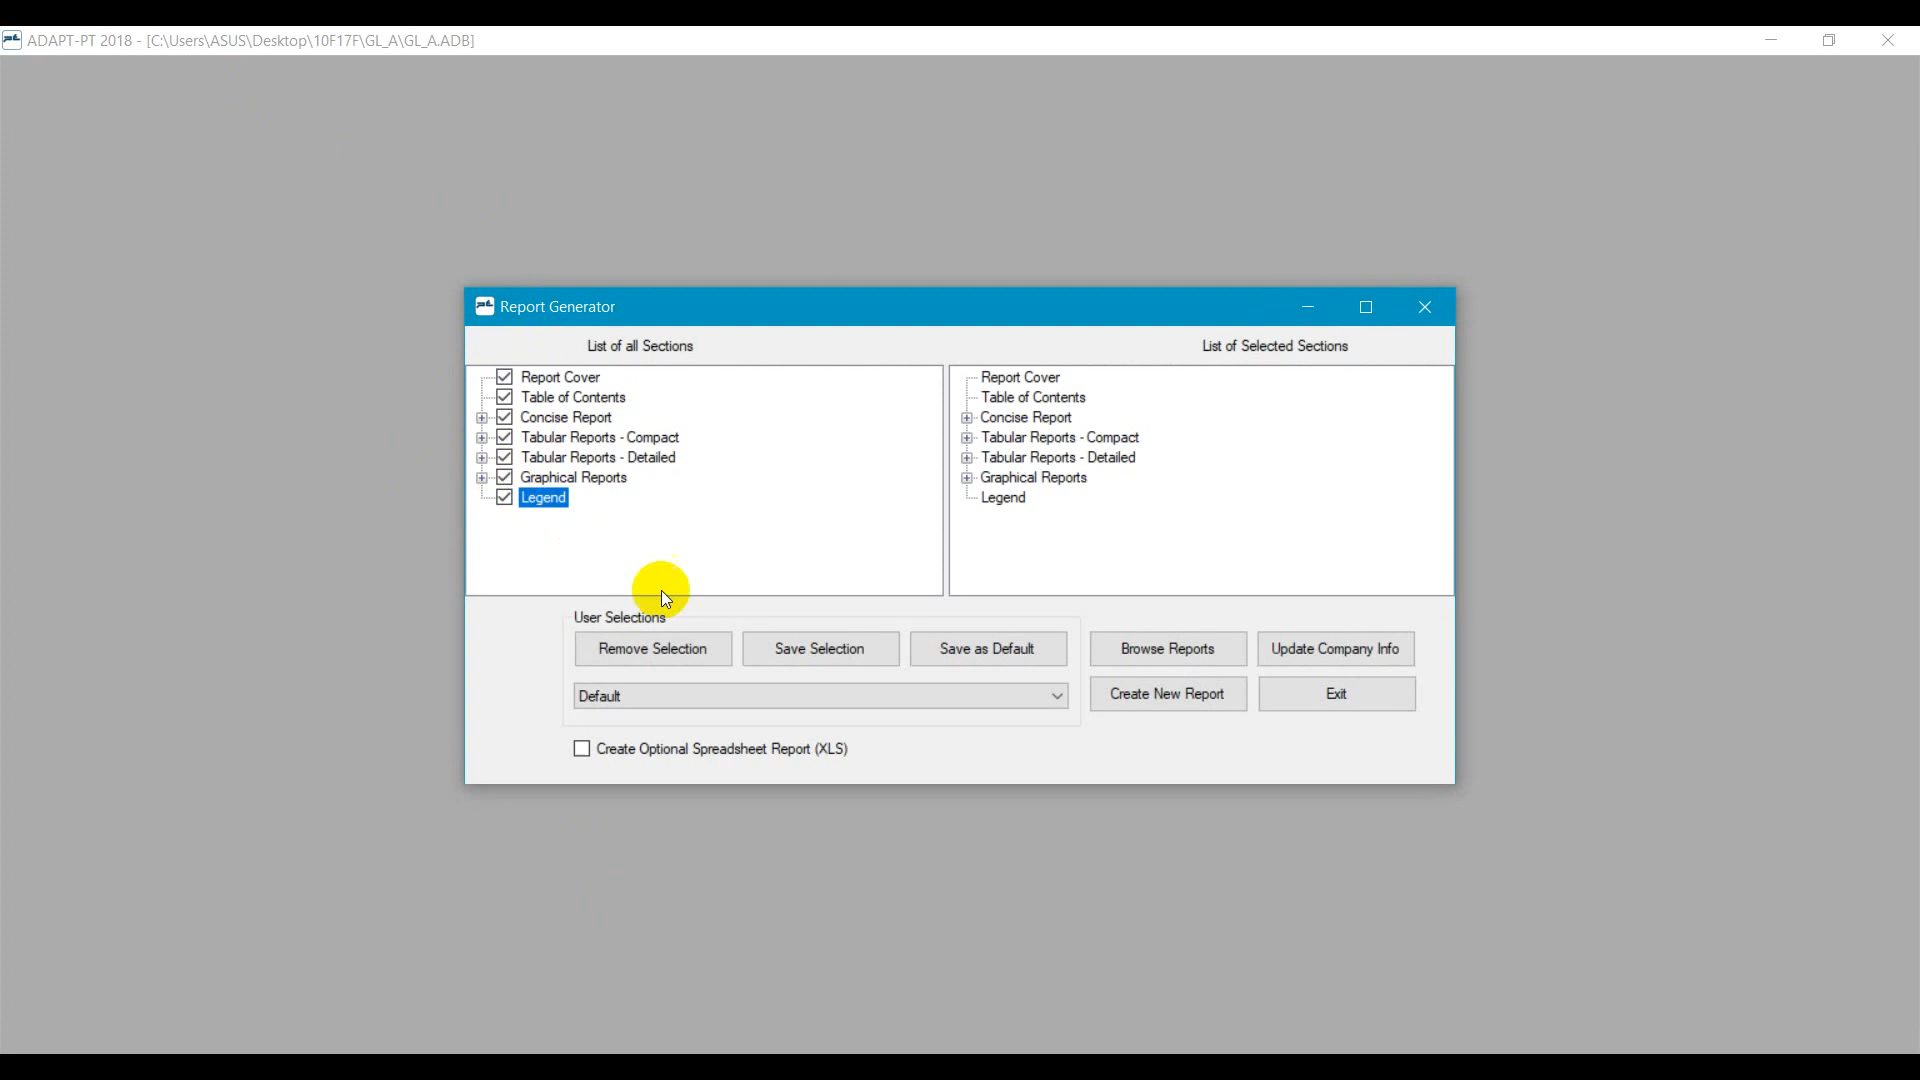 ADAPT-PT 2018 - [C:\Users\ASUS\Desktop\10F17F\GL_A\GL_A.ADB]
Report Generator
List of all Sections
List of Selected Sections
Report Cover
Table of Contents
Concise Report
Tabular Reports - Compact
Tabular Reports - Detailed
Graphical Reports
Legend
Report Cover
Table of Contents
Concise Report
Tabular Reports - Compact
Tabular Reports - Detailed
Graphical Reports
Legend
User Selections
Remove Selection
Save Selection
Save as Default
Browse Reports
Update Company Info
Default
Create New Report
Exit
Create Optional Spreadsheet Report (XLS)